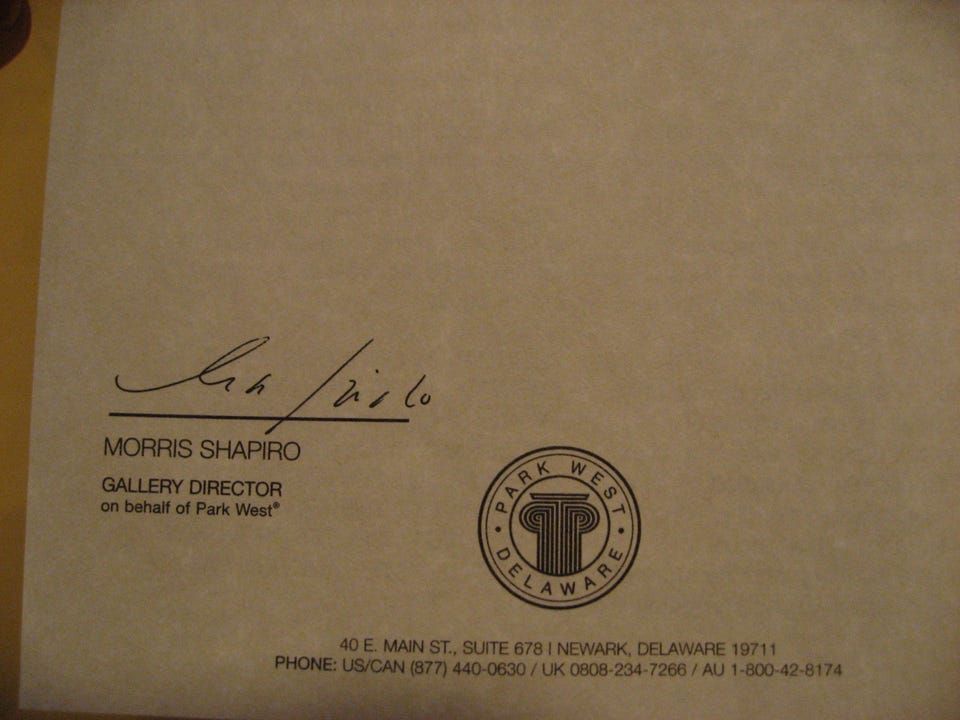 MORRIS SHAPIRO
GALLERY DIRECTOR
on behalf of Park West®
PARK WEST
• DELAWARE •
40 E. MAIN ST., SUITE 678 | NEWARK, DELAWARE 19711
PHONE: US/CAN (877) 440-0630 / UK 0808-234-7266 / AU 1-800-42-8174